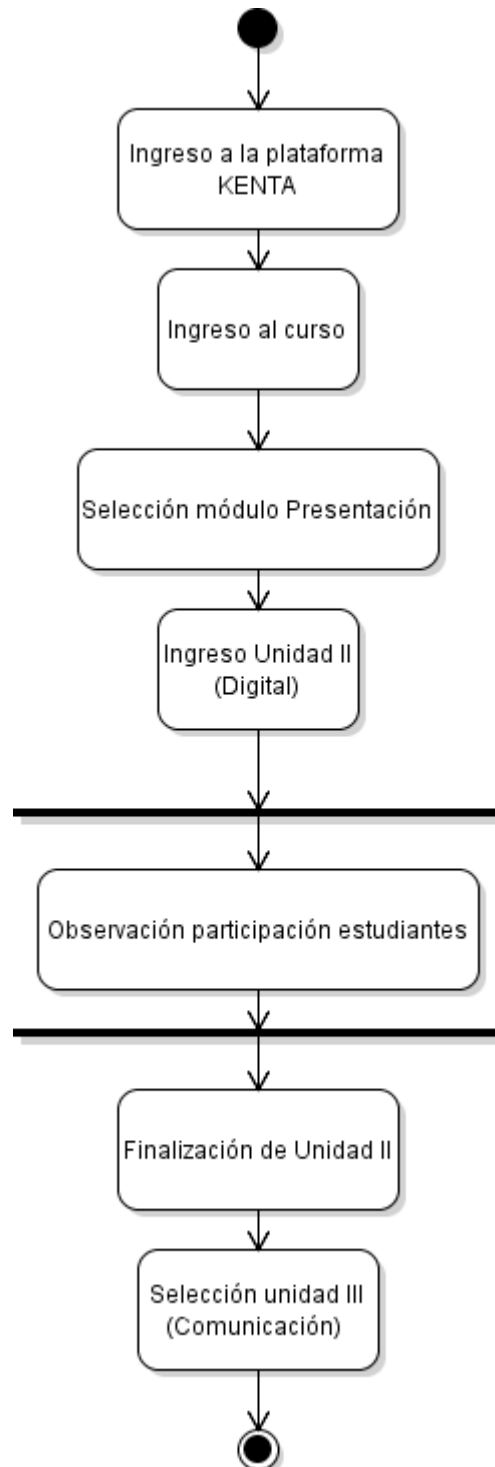 Ingreso a la plataforma
KENTA
Ingreso al curso
Selección módulo Presentación
Ingreso Unidad II
(Digital)
Observación participación estudiantes
Finalización de Unidad II
Selección unidad III
(Comunicación)